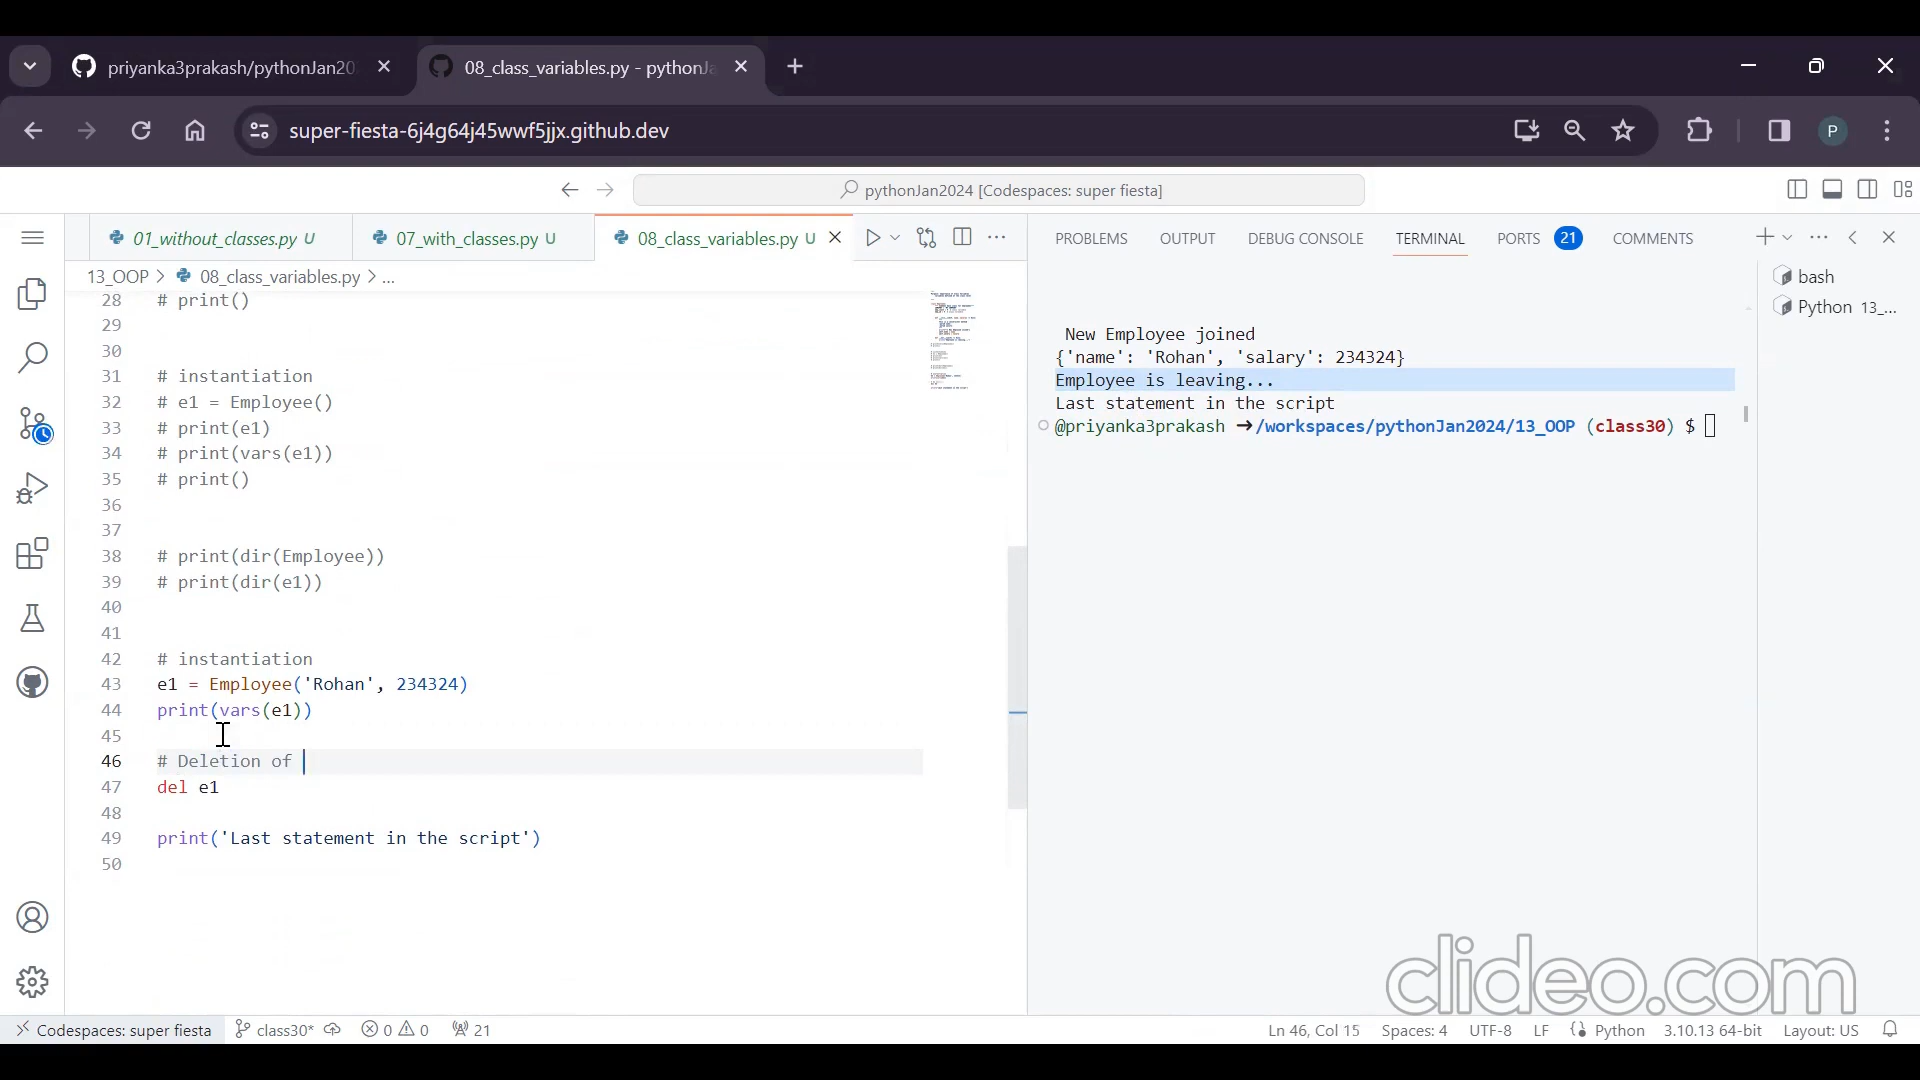 priyanka3prakash/pythonJan20
08_class_variables.py - pythonJa
super-fiesta-6j4g64j45wwf5jjx.github.dev
P
pythonJan2024 [Codespaces: super fiesta]
01_without_classes.py U
07_with_classes.py U
08_class_variables.py U
13_OOP > 08_class_variables.py > ...
28 # print()
29
30
31 # instantiation
32 # e1 = Employee()
33 # print(e1)
34 # print(vars(e1))
35 # print()
36
37
38 # print(dir(Employee))
39 # print(dir(e1))
40
41
42 # instantiation
43 e1 = Employee('Rohan', 234324)
44 print(vars(e1))
45
46 # Deletion of
47 del e1
48
49 print('Last statement in the script')
50
PROBLEMS OUTPUT DEBUG CONSOLE TERMINAL PORTS 21 COMMENTS
New Employee joined
{'name': 'Rohan', 'salary': 234324}
Employee is leaving...
Last statement in the script
@priyanka3prakash ➜/workspaces/pythonJan2024/13_OOP (class30) $
bash
Python 13_...
clideo.com
Codespaces: super fiesta class30* 0 0 21 Ln 46, Col 15 Spaces: 4 UTF-8 LF Python 3.10.13 64-bit Layout: US